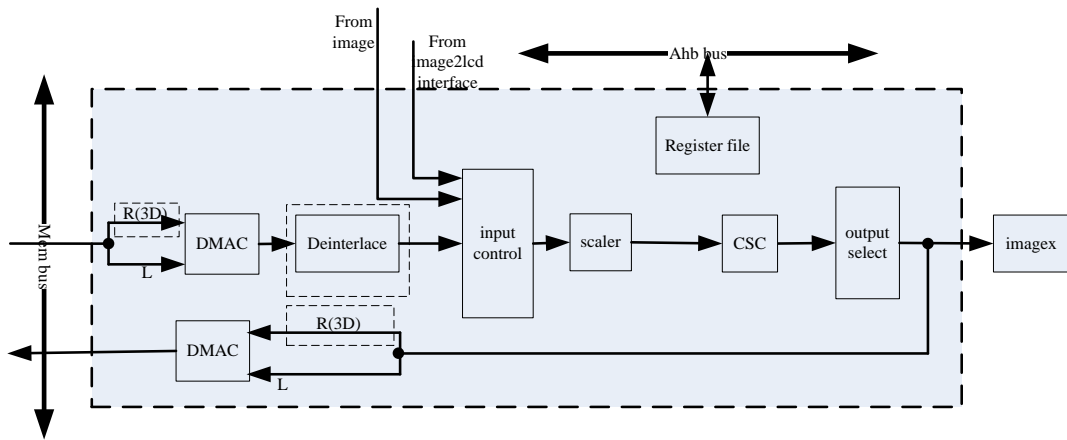 From
image
From
image2lcd
interface
Ahb bus
Register file
Mem bus
R(3D)
L
DMAC
Deinterlace
input
control
scaler
CSC
output
select
imagex
R(3D)
L
DMAC